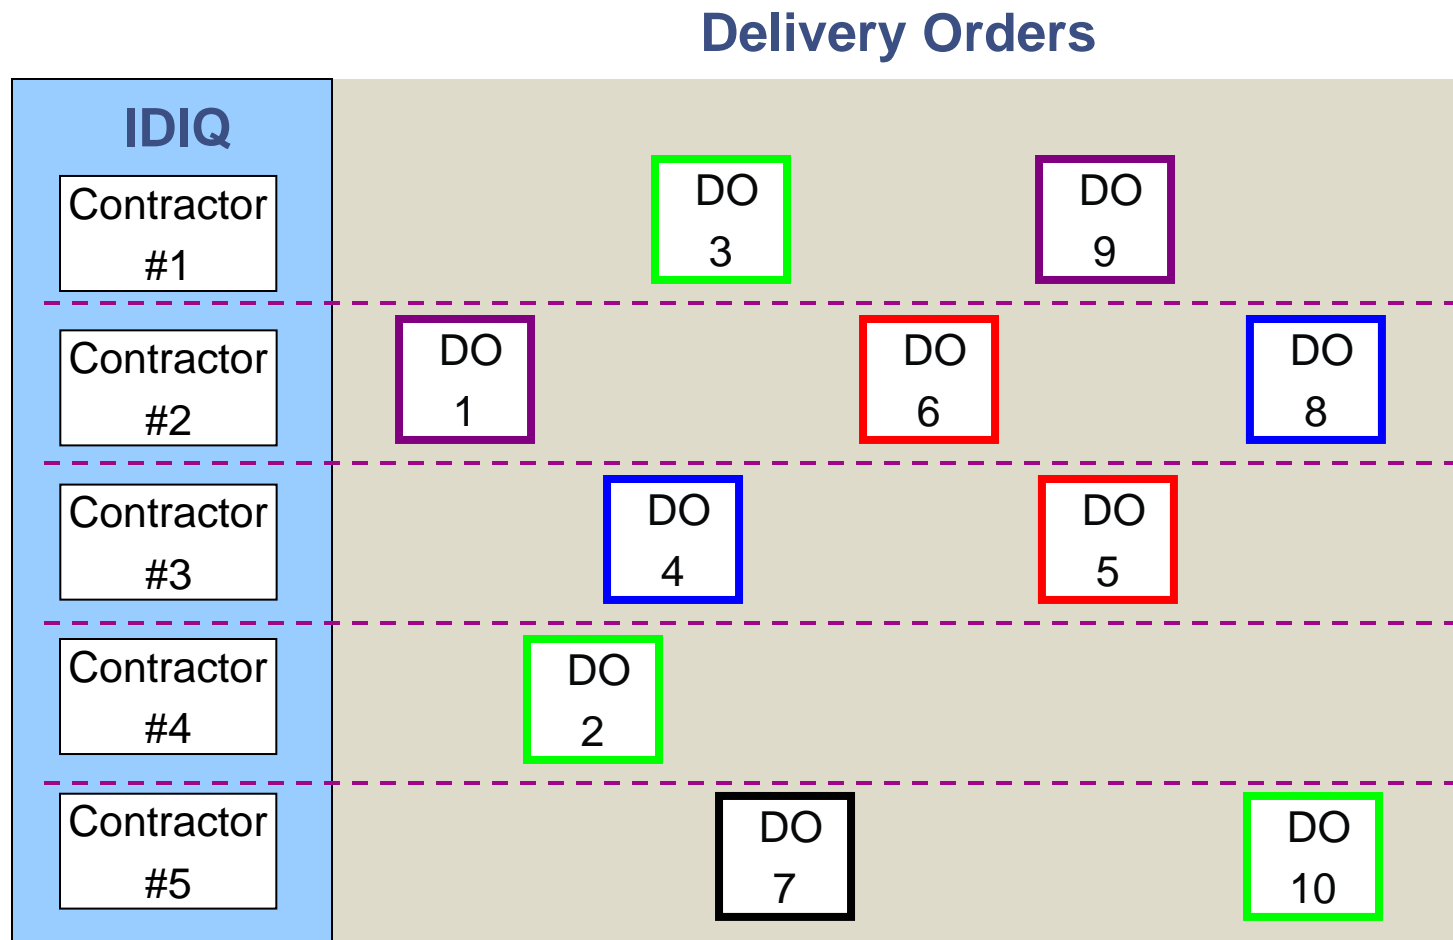 Delivery Orders
IDIQ
Contractor
#1
DO
3
DO
9
Contractor
#2
DO
1
DO
6
DO
8
Contractor
#3
DO
4
DO
5
Contractor
#4
DO
2
Contractor
#5
DO
7
DO
10